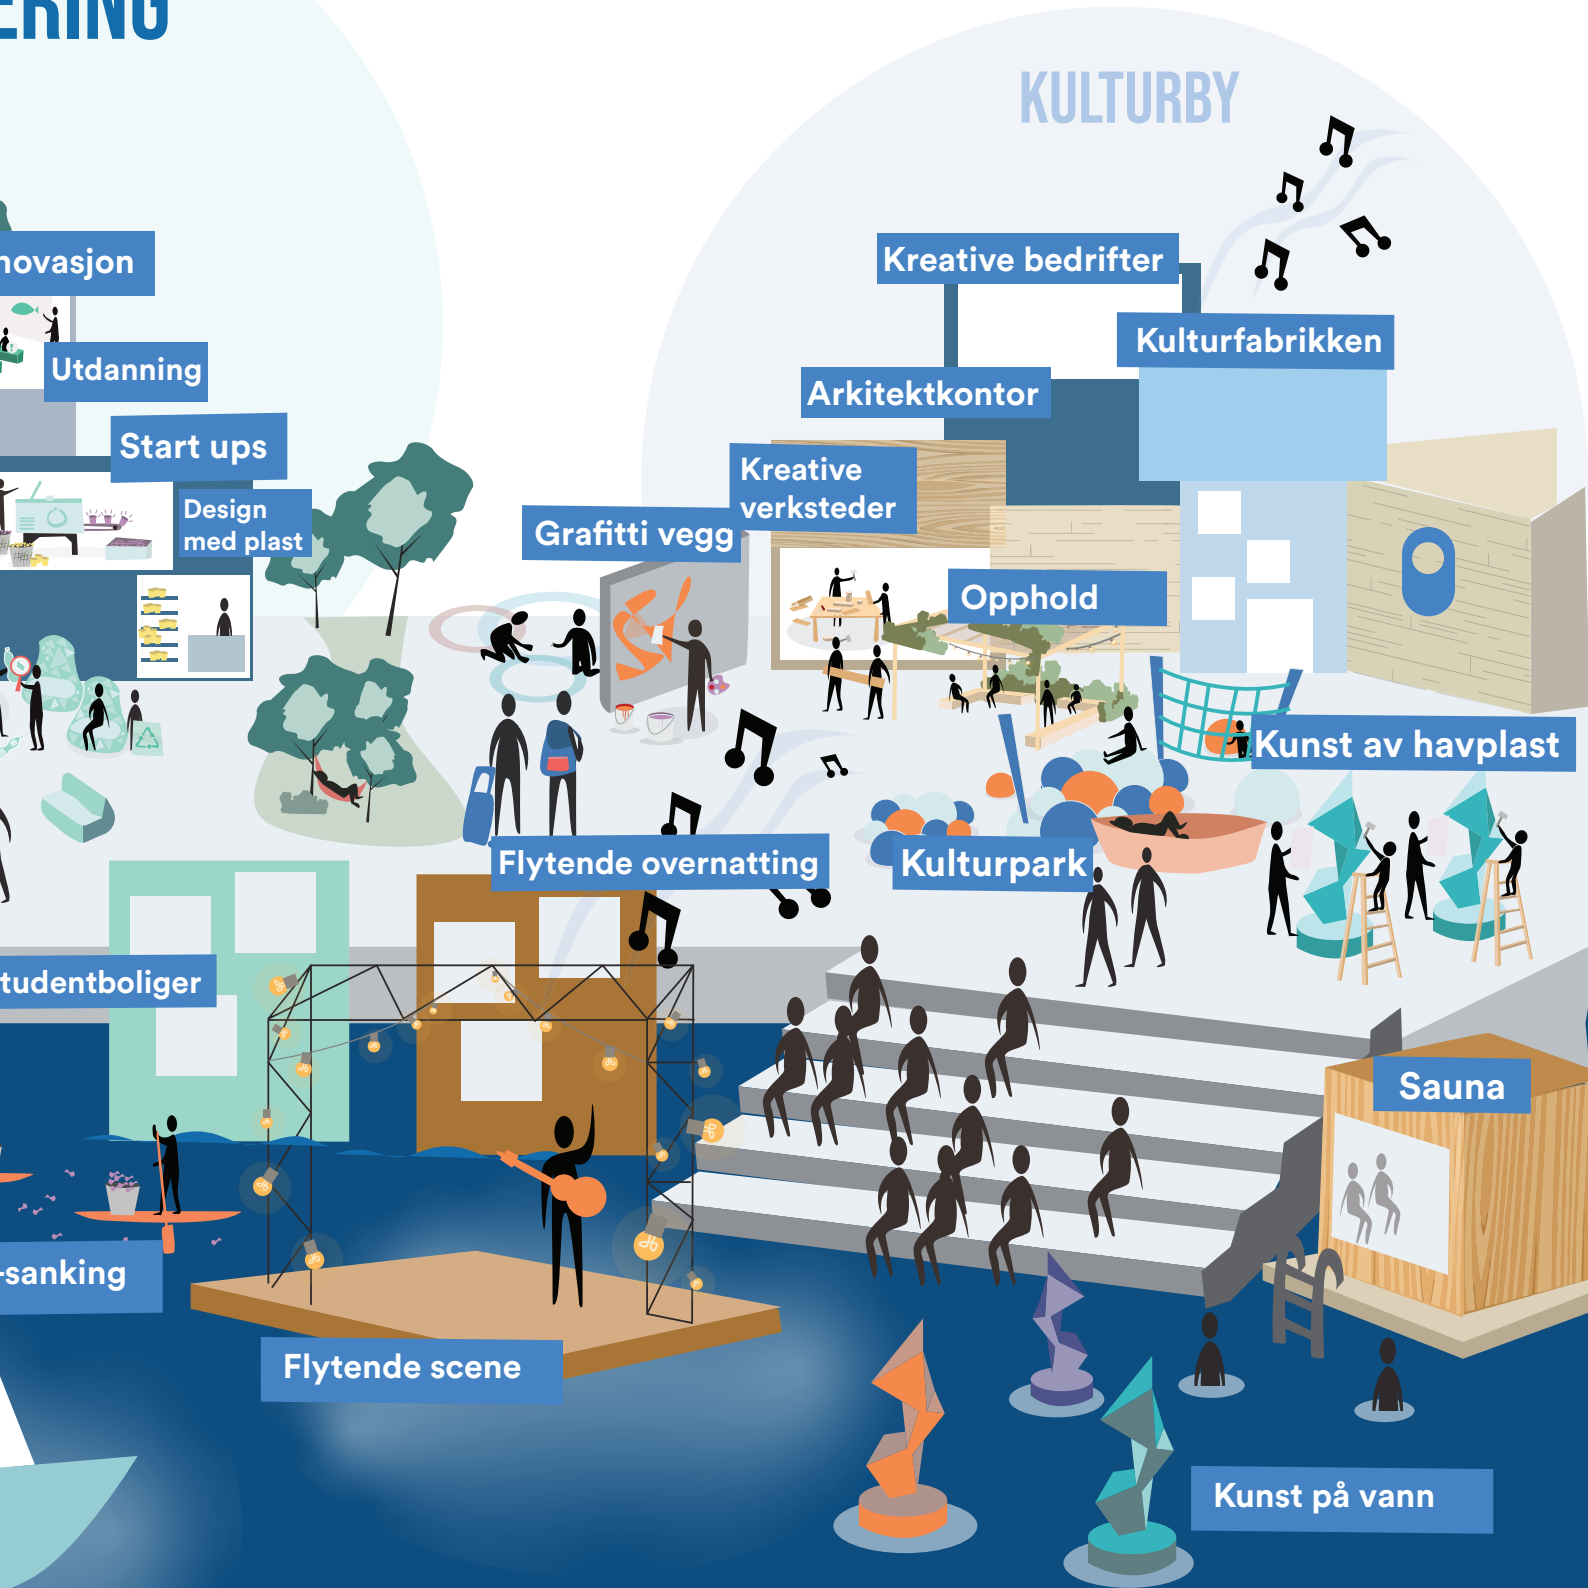 ERING
KULTURBY
novasjon
Kreative bedrifter
Kulturfabrikken
Utdanning
Arkitektkontor
Start ups
Kreative
verksteder
Design
med plast
Grafitti vegg
Opphold
Kunst av havplast
Flytende overnatting
Kulturpark
tudentboliger
Sauna
-sanking
Flytende scene
Kunst på vann